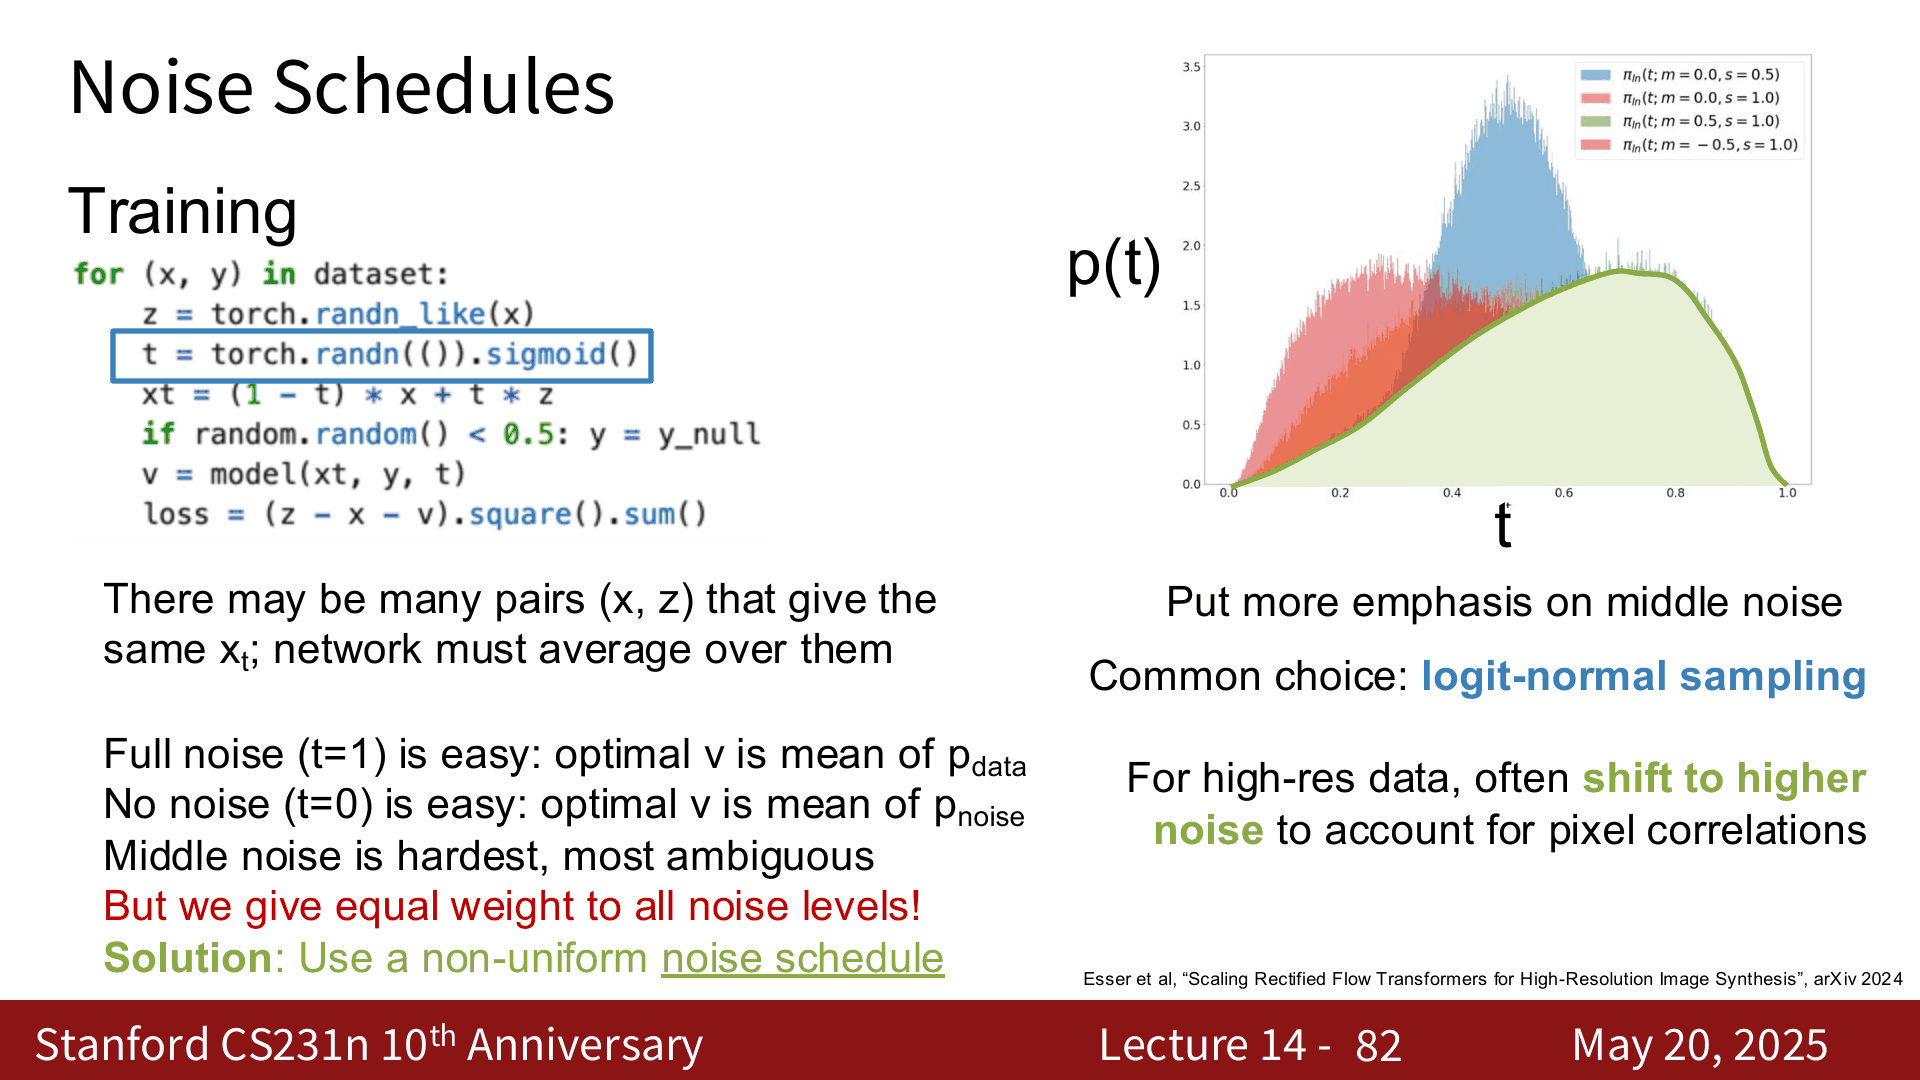 Noise Schedules
Training
for (x, y) in dataset:
z = torch.randn_like(x)
t = torch.randn(()).sigmoid()
xt = (1 - t) * x + t * z
if random.random() < 0.5: y = y_null
v = model(xt, y, t)
loss = (z - x - v).square().sum()
There may be many pairs (x, z) that give the
same xt; network must average over them
Full noise (t=1) is easy: optimal v is mean of pdata
No noise (t=0) is easy: optimal v is mean of pnoise
Middle noise is hardest, most ambiguous
But we give equal weight to all noise levels!
Solution: Use a non-uniform noise schedule
p(t)
3.5
3.0
2.5
2.0
1.5
1.0
0.5
0.0
0.0 0.2 0.4 0.6 0.8 1.0
t
πln(t; m = 0.0, s = 0.5)
πln(t; m = 0.0, s = 1.0)
πln(t; m = 0.5, s = 1.0)
πln(t; m = − 0.5, s = 1.0)
Put more emphasis on middle noise
Common choice: logit-normal sampling
For high-res data, often shift to higher
noise to account for pixel correlations
Esser et al, “Scaling Rectified Flow Transformers for High-Resolution Image Synthesis”, arXiv 2024
Stanford CS231n 10th Anniversary
Lecture 14 - 82
May 20, 2025